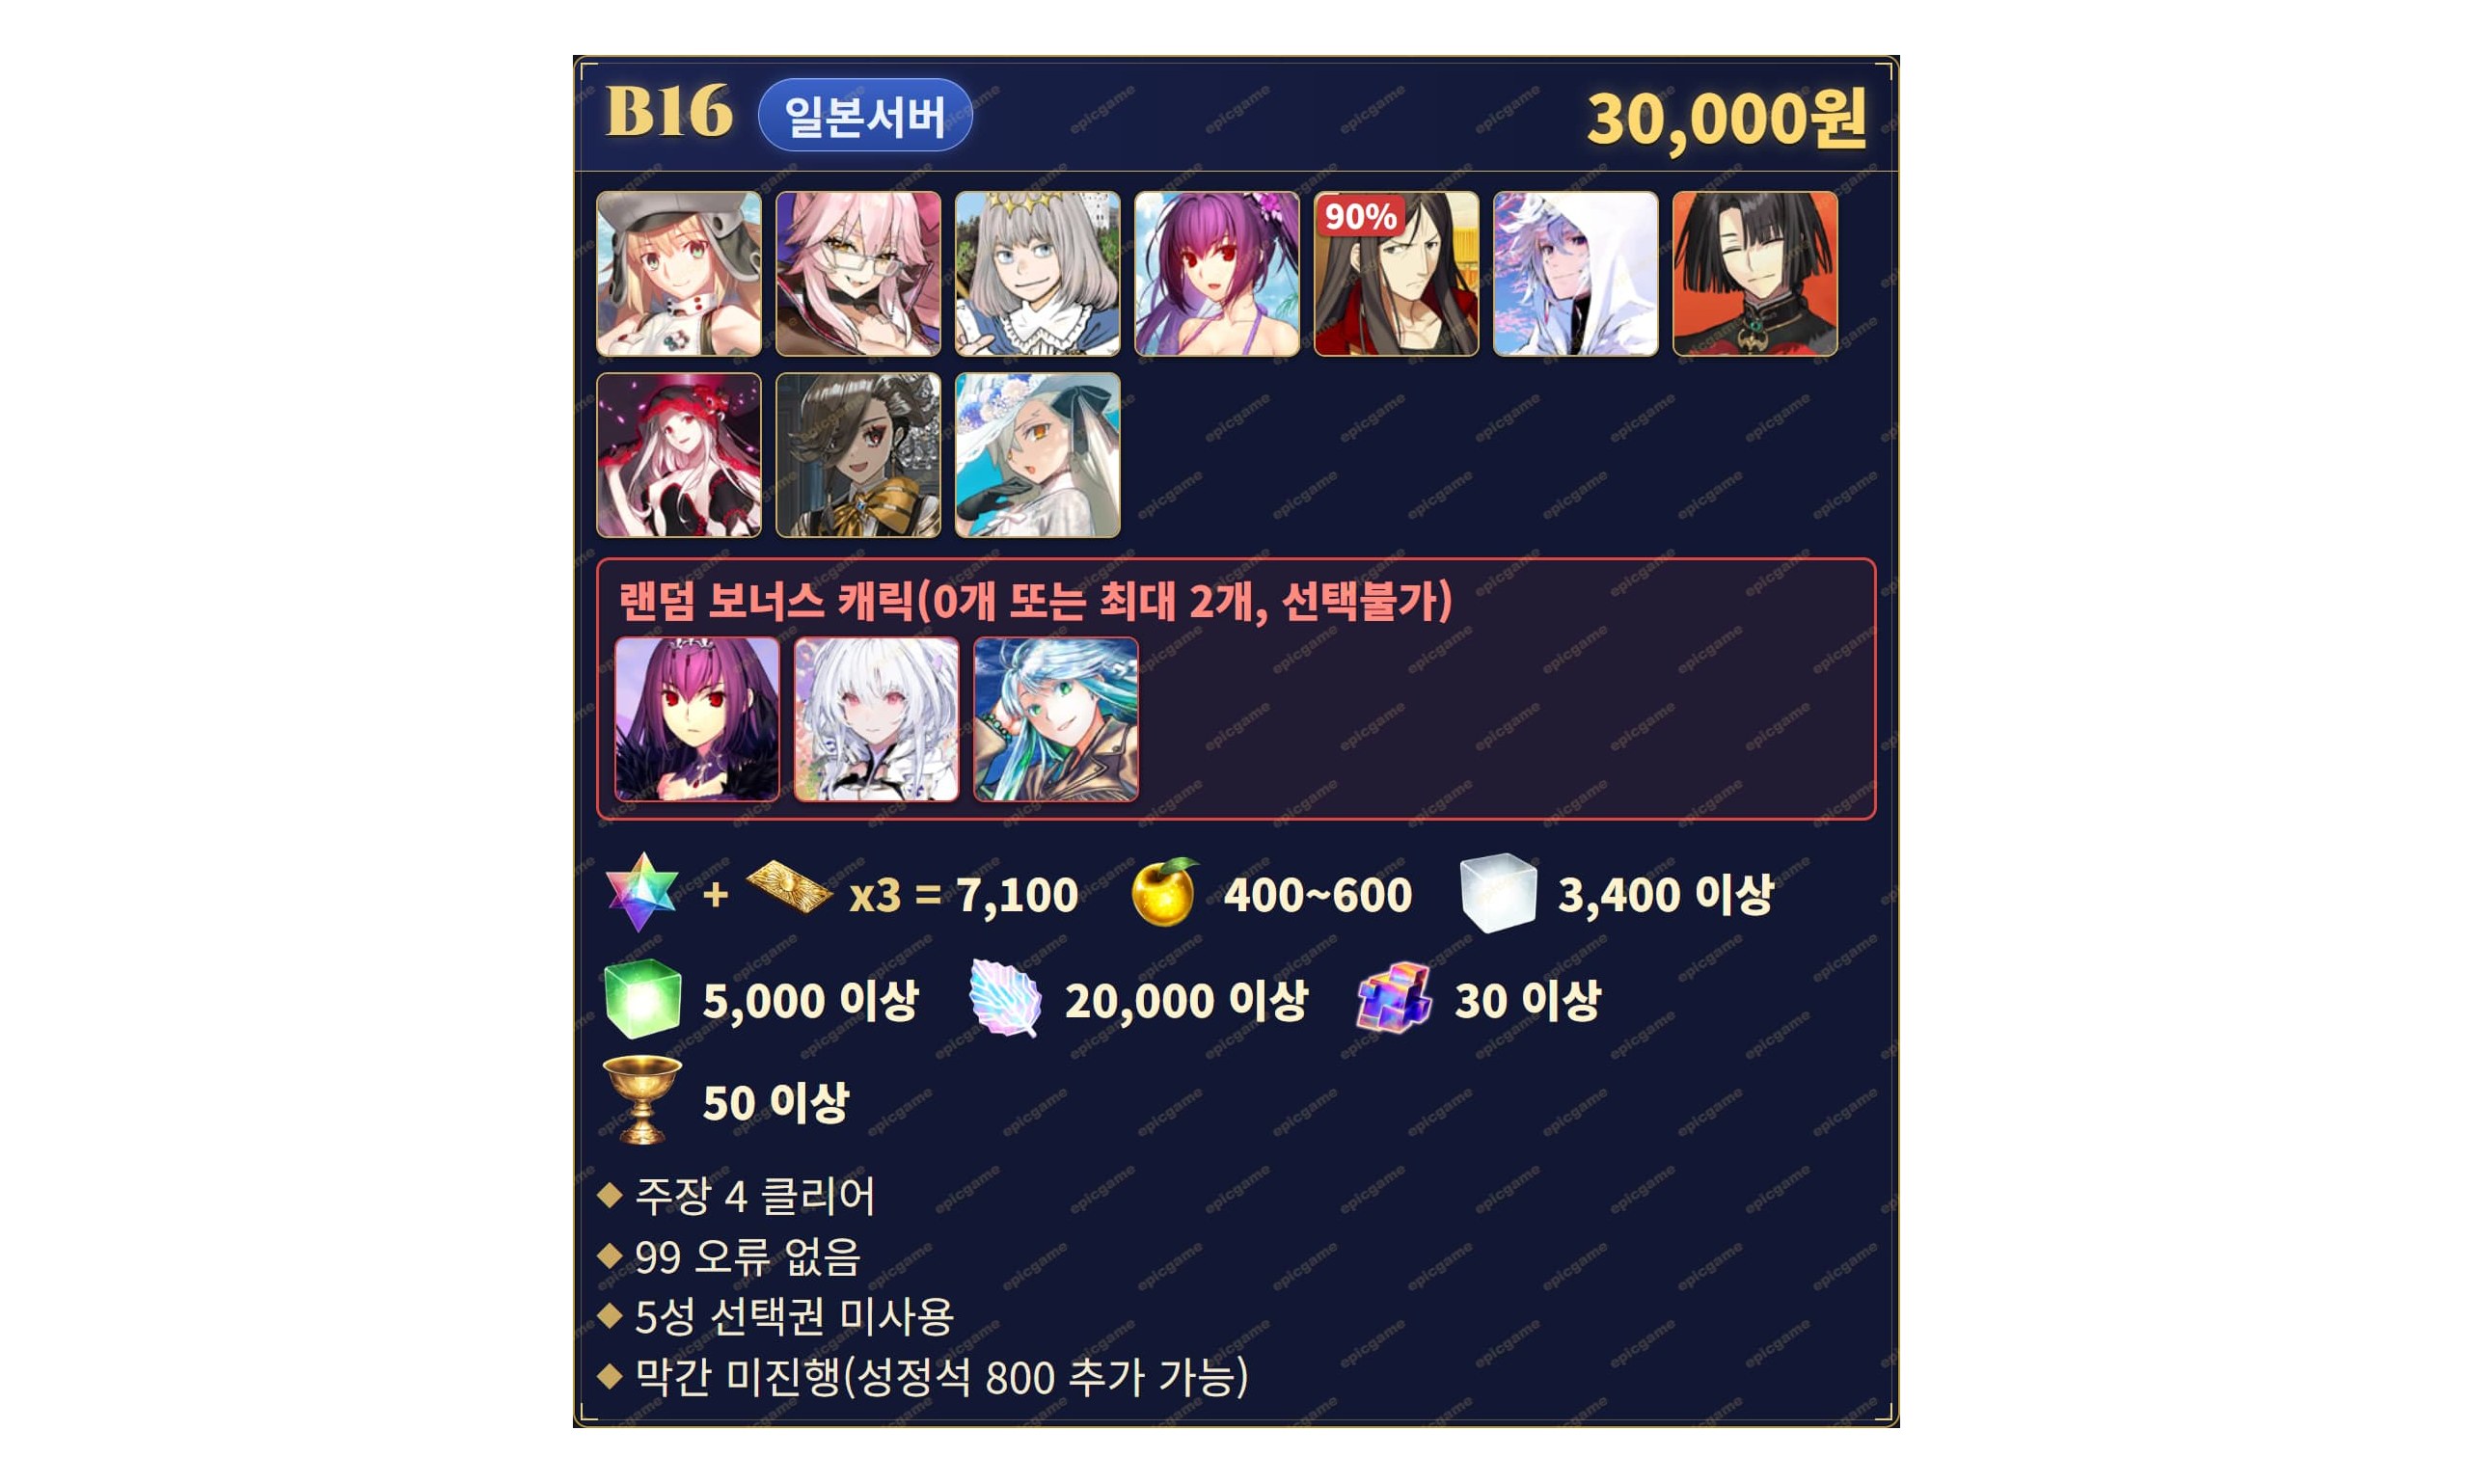 B16 일본서버 30,000원
90%
랜덤 보너스 캐릭(0개 또는 최대 2개, 선택불가)
+ x3 = 7,100 400~600 3,400 이상
5,000 이상 20,000 이상 30 이상
50 이상
◆ 주장 4 클리어
◆ 99 오류 없음
◆ 5성 선택권 미사용
◆ 막간 미진행(성정석 800 추가 가능)
epicgame